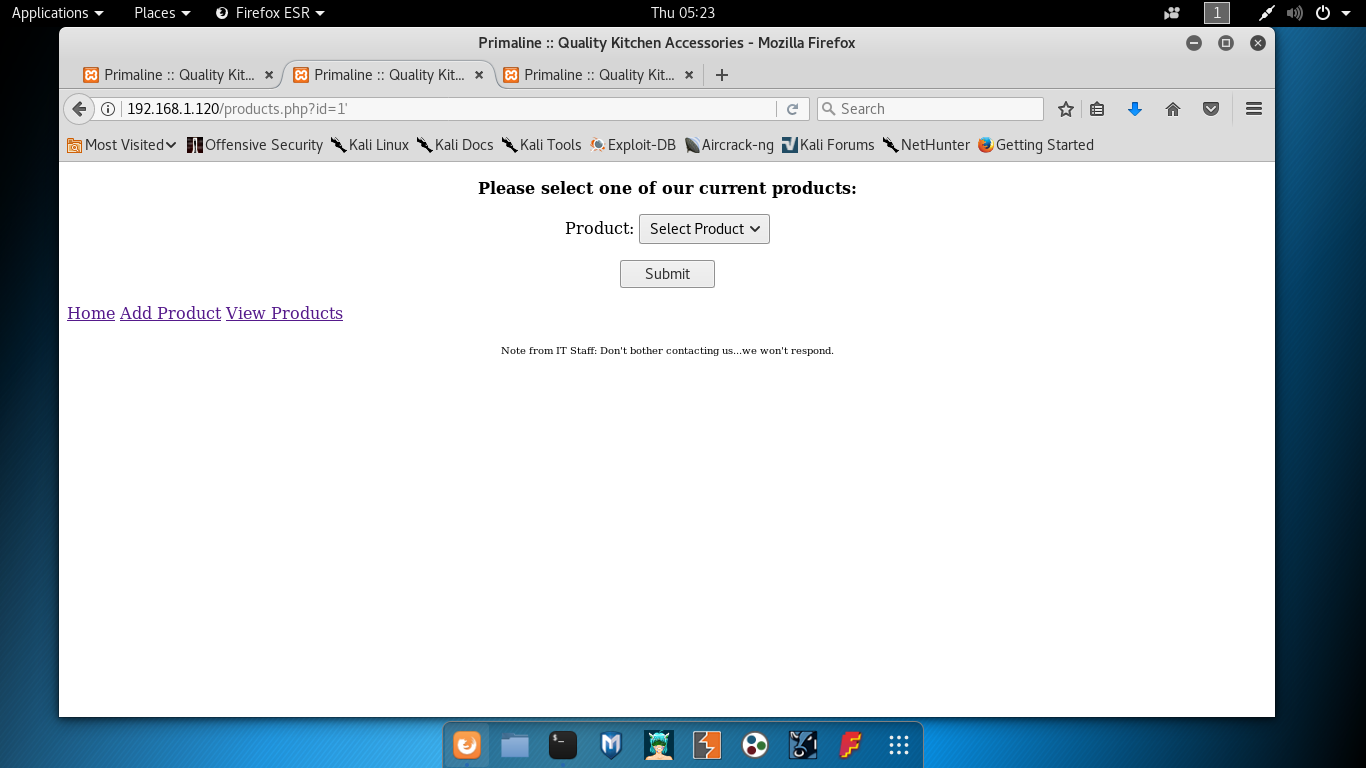 Applications Places Firefox ESR Thu 05:23 1
Primaline :: Quality Kitchen Accessories - Mozilla Firefox
Primaline :: Quality Kit... Primaline :: Quality Kit... Primaline :: Quality Kit...
192.168.1.120/products.php?id=1' Search
Most Visited Offensive Security Kali Linux Kali Docs Kali Tools Exploit-DB Aircrack-ng Kali Forums NetHunter Getting Started
Please select one of our current products:
Product: Select Product
Submit
Home Add Product View Products
Note from IT Staff: Don't bother contacting us...we won't respond.
$_